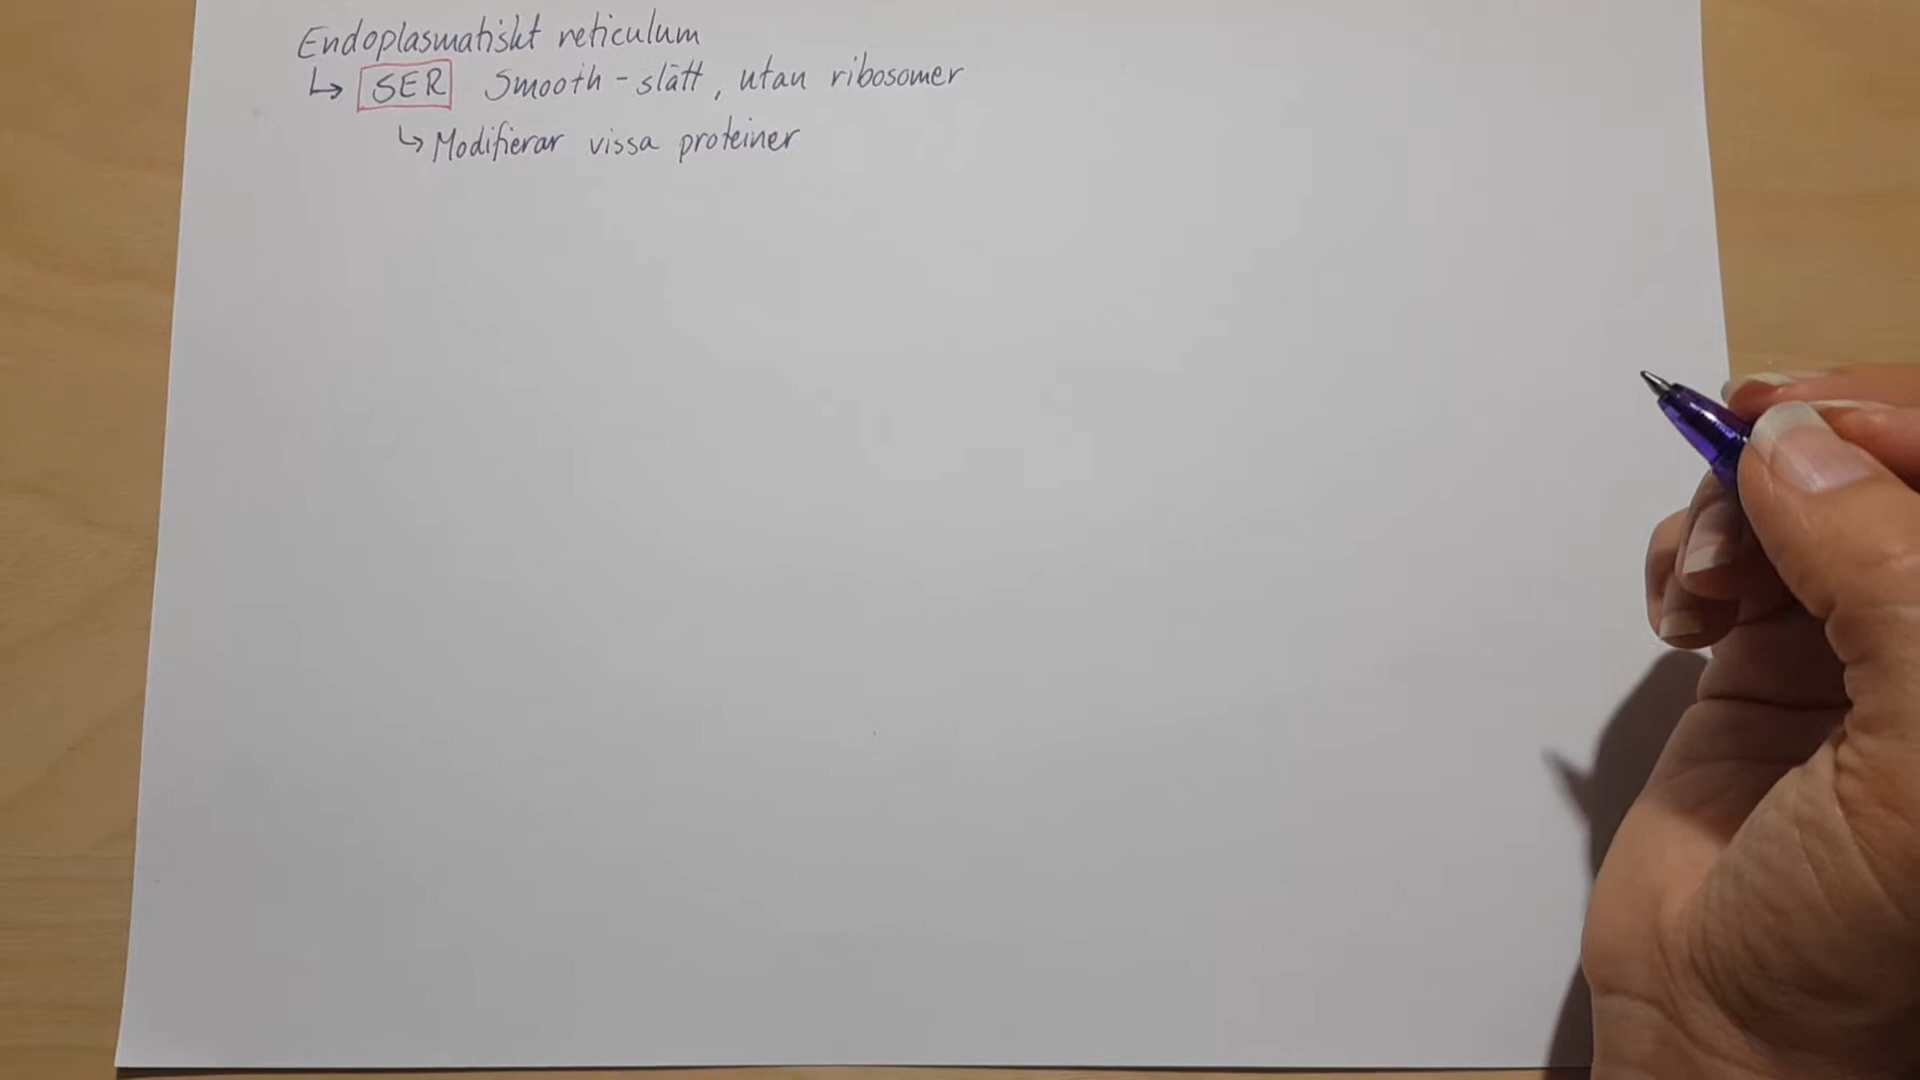 Endoplasmatiskt reticulum
↳ SER Smooth - slätt, utan ribosomer
↳ Modifierar vissa proteiner